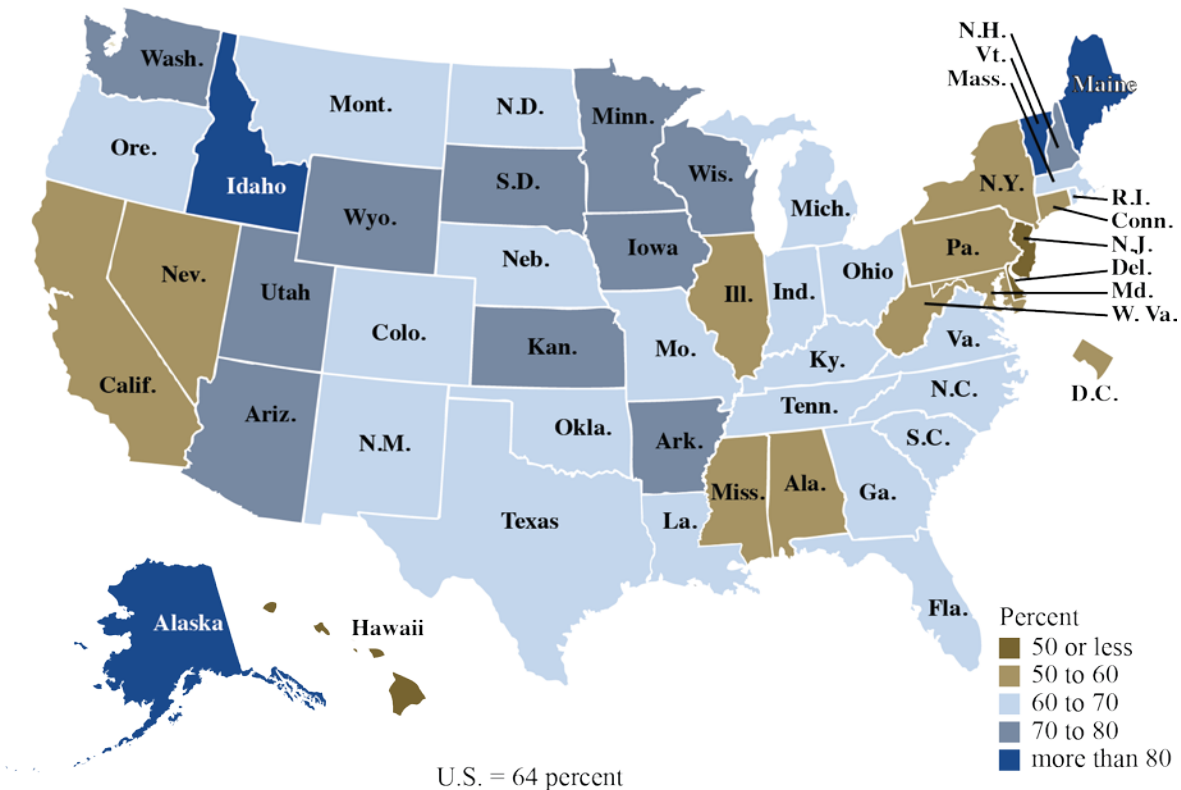 N.H.
Vt.
Mass.
Maine
Wash.
Mont.
N.D.
Minn.
Ore.
Idaho
S.D.
Wis.
N.Y.
Wyo.
Mich.
R.I.
Conn.
N.J.
Del.
Md.
W. Va.
Iowa
Pa.
Neb.
Nev.
Utah
Ill.
Ind.
Ohio
Colo.
Kan.
Mo.
Ky.
Va.
D.C.
Calif.
Ariz.
N.M.
Okla.
Ark.
Tenn.
N.C.
S.C.
Miss.
Ala.
Ga.
Texas
La.
Fla.
Alaska
Hawaii
Percent
50 or less
50 to 60
60 to 70
70 to 80
more than 80
U.S. = 64 percent